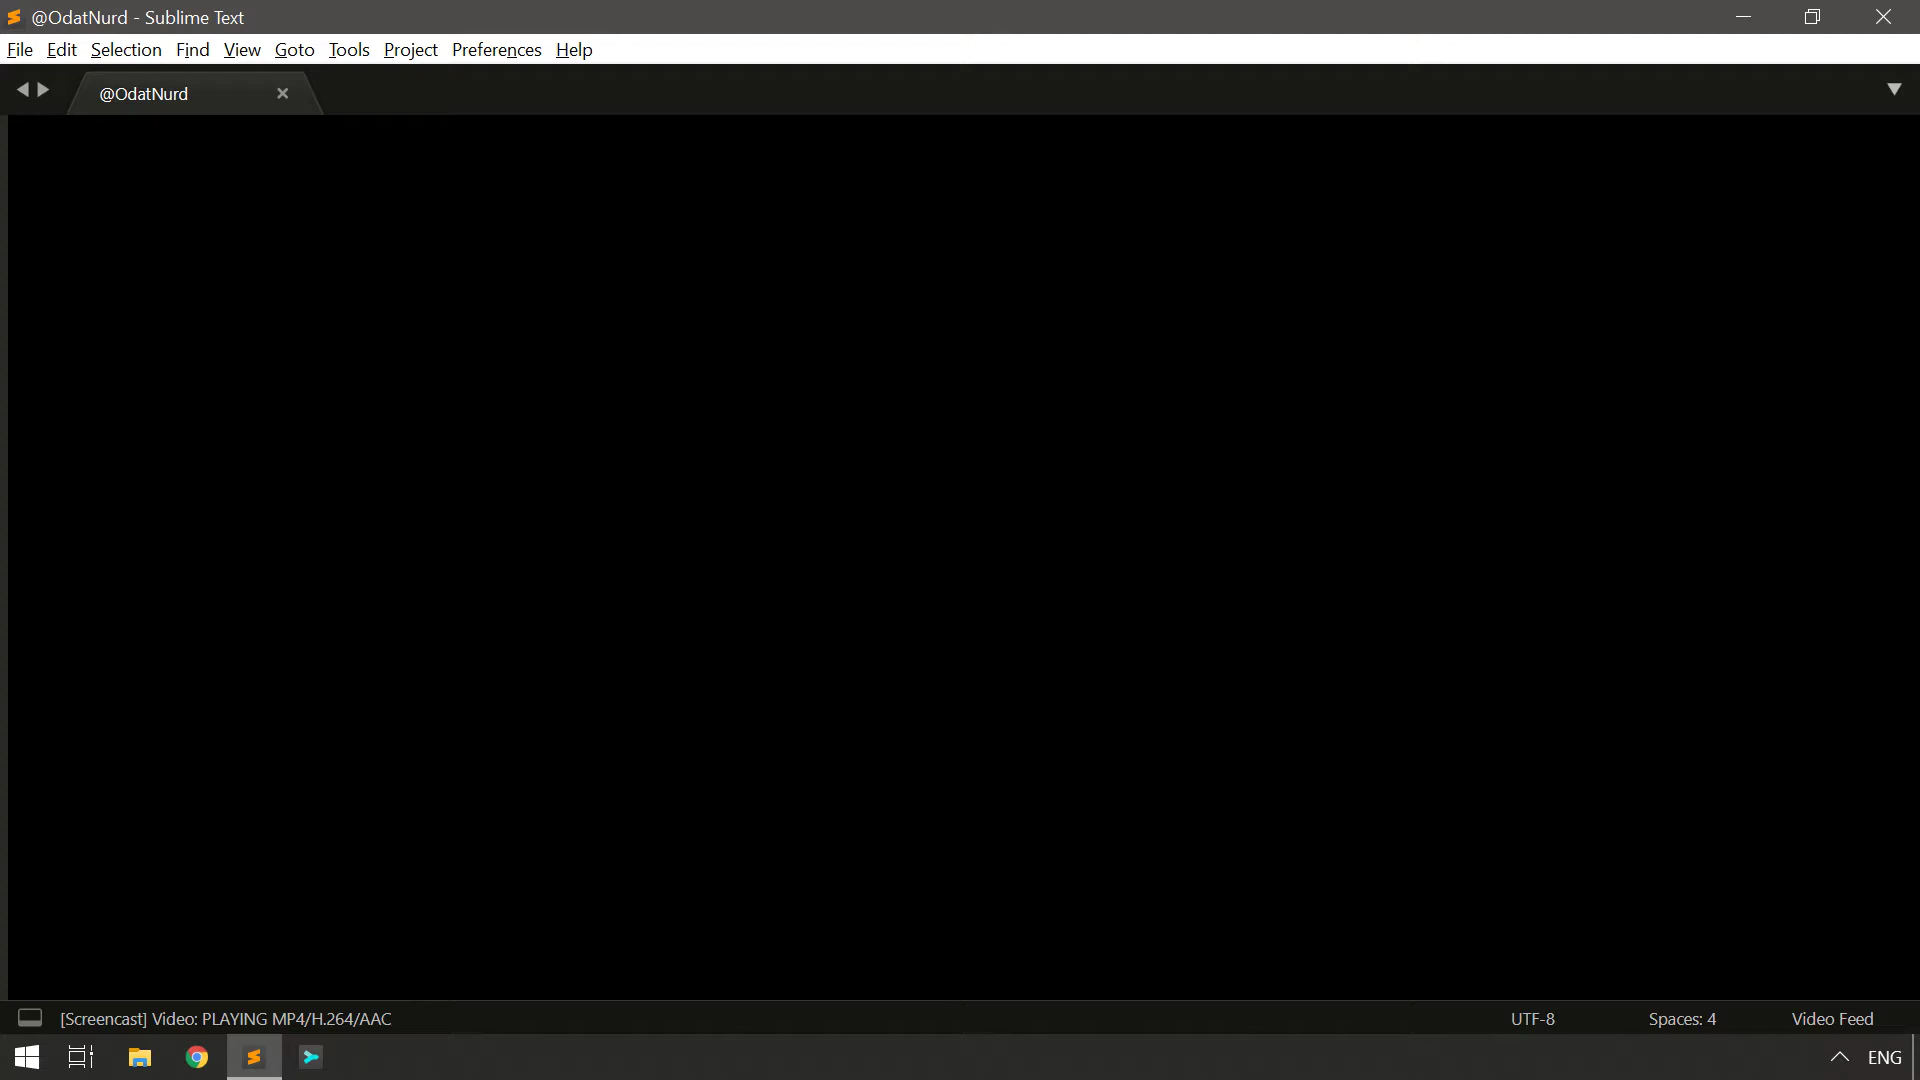 @OdatNurd - Sublime Text
File Edit Selection Find View Goto Tools Project Preferences Help
@OdatNurd
[Screencast] Video: PLAYING MP4/H.264/AAC UTF-8 Spaces: 4 Video Feed
ENG